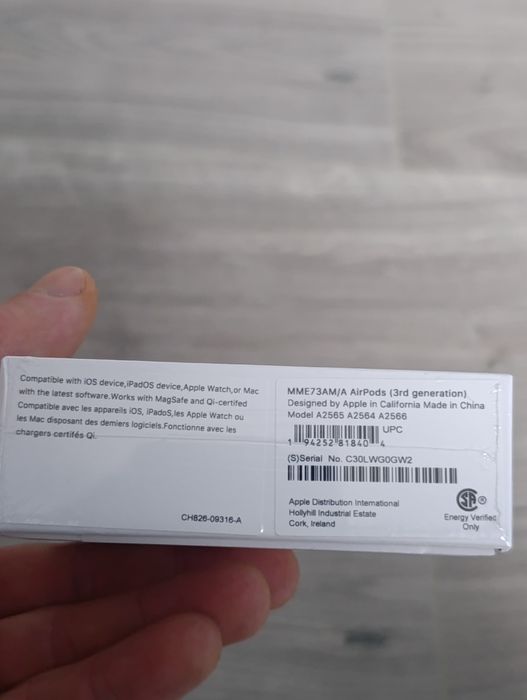 Compatible with iOS device,iPadOS device,Apple Watch,or Mac
with the latest software.Works with MagSafe and Qi-certifed
Compatible avec les appareils iOS, iPadoS,les Apple Watch ou
les Mac disposant des demiers logiciels.Fonctionne avec les
chargers certifés Qi.
CH826-09316-A
MME73AM/A AirPods (3rd generation)
Designed by Apple in California Made in China
Model A2565 A2564 A2566
UPC
1 94252 81840 4
(S)Serial No. C30LWG0GW2
Apple Distribution International
Hollyhill Industrial Estate
Cork, Ireland
SA®
Energy Verified
Only